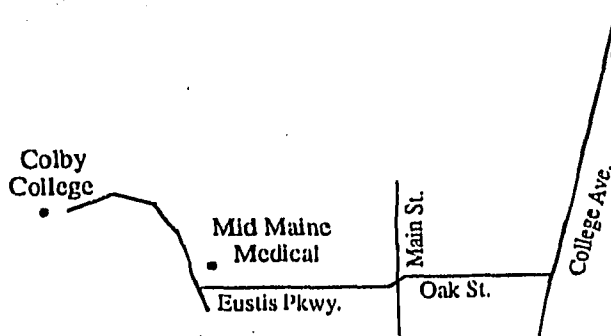 Colby
College
Mid Maine
Medical
Main St.
College Ave.
Eustis Pkwy.
Oak St.